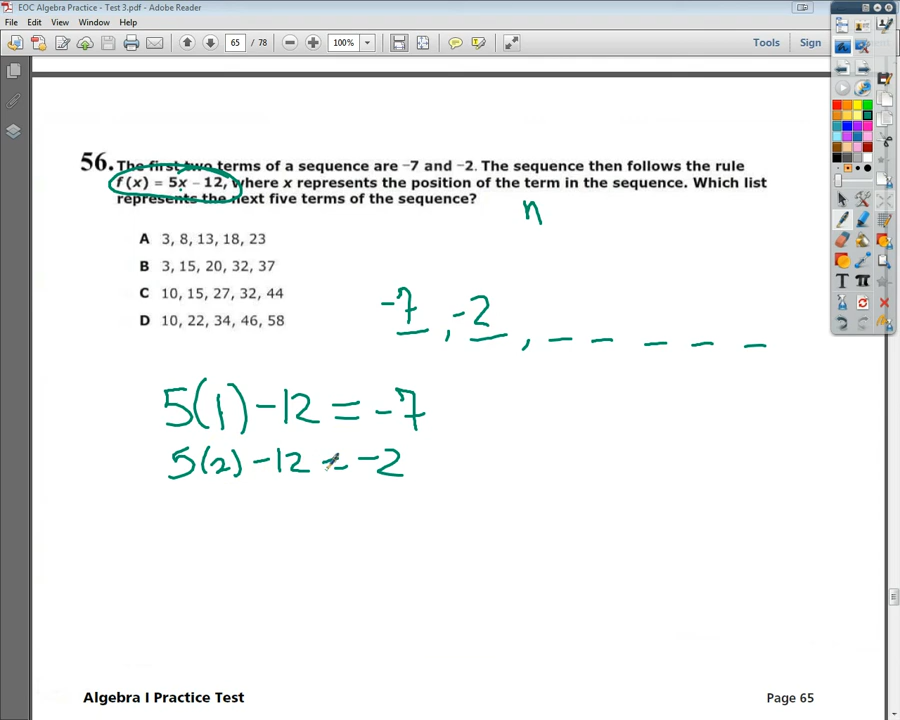 EOC Algebra Practice - Test 3.pdf - Adobe Reader
File Edit View Window Help
65 / 78 100% Tools Sign
56. The first two terms of a sequence are −7 and −2. The sequence then follows the rule
f(x) = 5x − 12, where x represents the position of the term in the sequence. Which list
represents the next five terms of the sequence?
n
A 3, 8, 13, 18, 23
B 3, 15, 20, 32, 37
C 10, 15, 27, 32, 44
D 10, 22, 34, 46, 58
-7, -2, _ _ _ _ _
5(1) - 12 = -7
5(2) - 12 = -2
Algebra I Practice Test Page 65